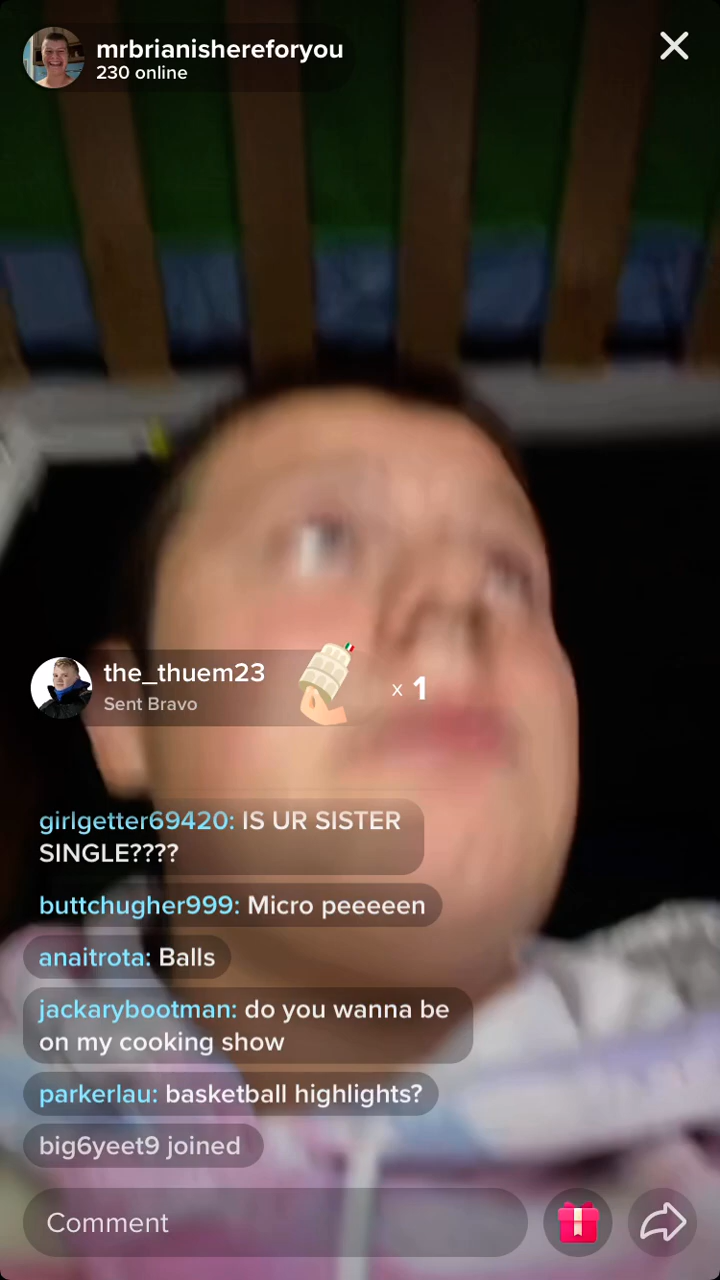 mrbrianishereforyou
230 online
the_thuem23
Sent Bravo
x 1
girlgetter69420: IS UR SISTER
SINGLE????
buttchugher999: Micro peeeeen
anaitrota: Balls
jackarybootman: do you wanna be
on my cooking show
parkerlau: basketball highlights?
big6yeet9 joined
Comment